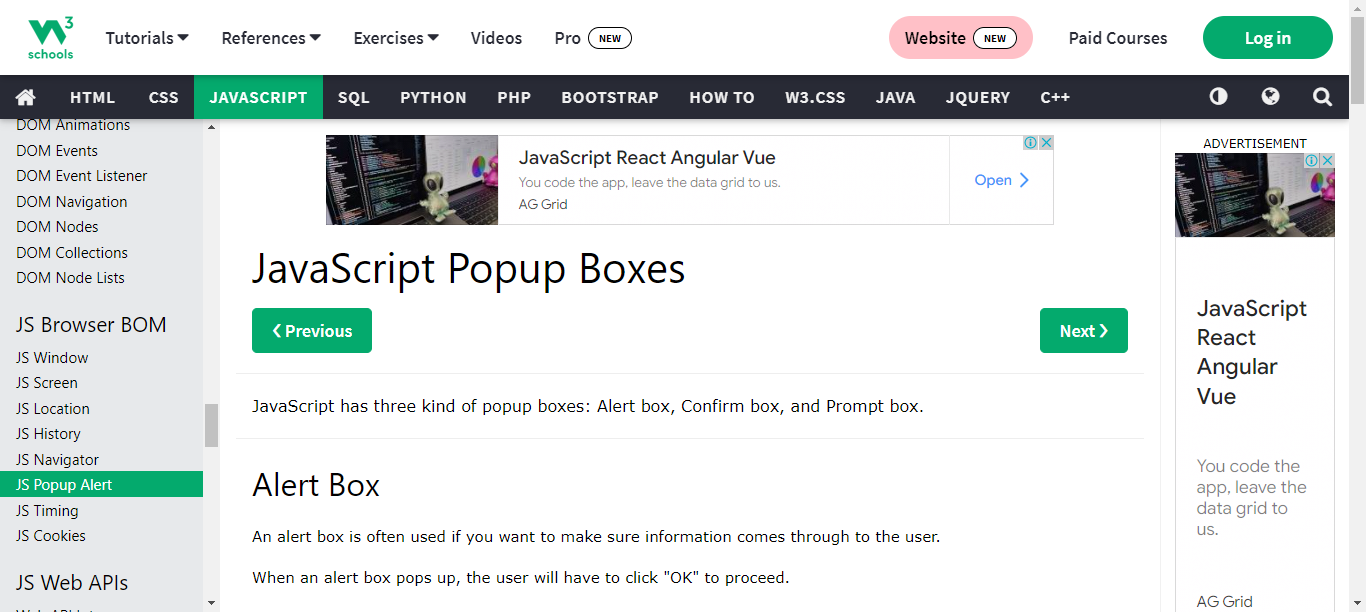 W3 schools
Tutorials References Exercises Videos Pro NEW Website NEW Paid Courses Log in
HTML CSS JAVASCRIPT SQL PYTHON PHP BOOTSTRAP HOW TO W3.CSS JAVA JQUERY C++
DOM Animations
DOM Events
DOM Event Listener
DOM Navigation
DOM Nodes
DOM Collections
DOM Node Lists
JS Browser BOM
JS Window
JS Screen
JS Location
JS History
JS Navigator
JS Popup Alert
JS Timing
JS Cookies
JS Web APIs
JavaScript React Angular Vue
You code the app, leave the data grid to us.
AG Grid
Open
JavaScript Popup Boxes
❮ Previous
Next ❯
JavaScript has three kind of popup boxes: Alert box, Confirm box, and Prompt box.
Alert Box
An alert box is often used if you want to make sure information comes through to the user.
When an alert box pops up, the user will have to click "OK" to proceed.
ADVERTISEMENT
JavaScript
React
Angular
Vue
You code the
app, leave the
data grid to
us.
AG Grid